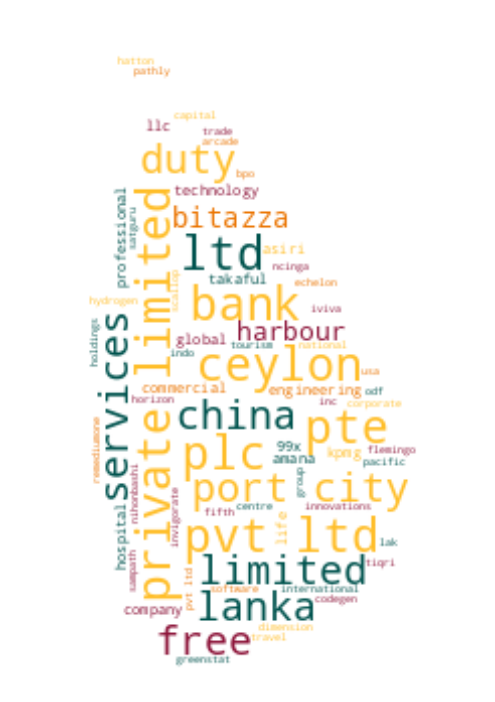 hatton
pathly
capital
llc
trade
arcade
duty
bpo
technology
professional
satguru
bitazza
ltd
asiri
ncinga
takaful
echelon
scallop
hydrogen
bank
iviva
private limited
services
holdings
harbour
global
tourism
national
indo
ceylon
usa
commercial
engineering
odf
horizon
inc
corporate
china
pte
remediumone
plc
99x
kpmg
flemingo
amana
pacific
nihonbashi
port city
group
invigorate
centre
innovations
fifth
life
hospital
sampath
pvt ltd
lak
limited
tiqri
pvt ltd
software
international
codegen
company
lanka
free
dimension
travel
greenstat